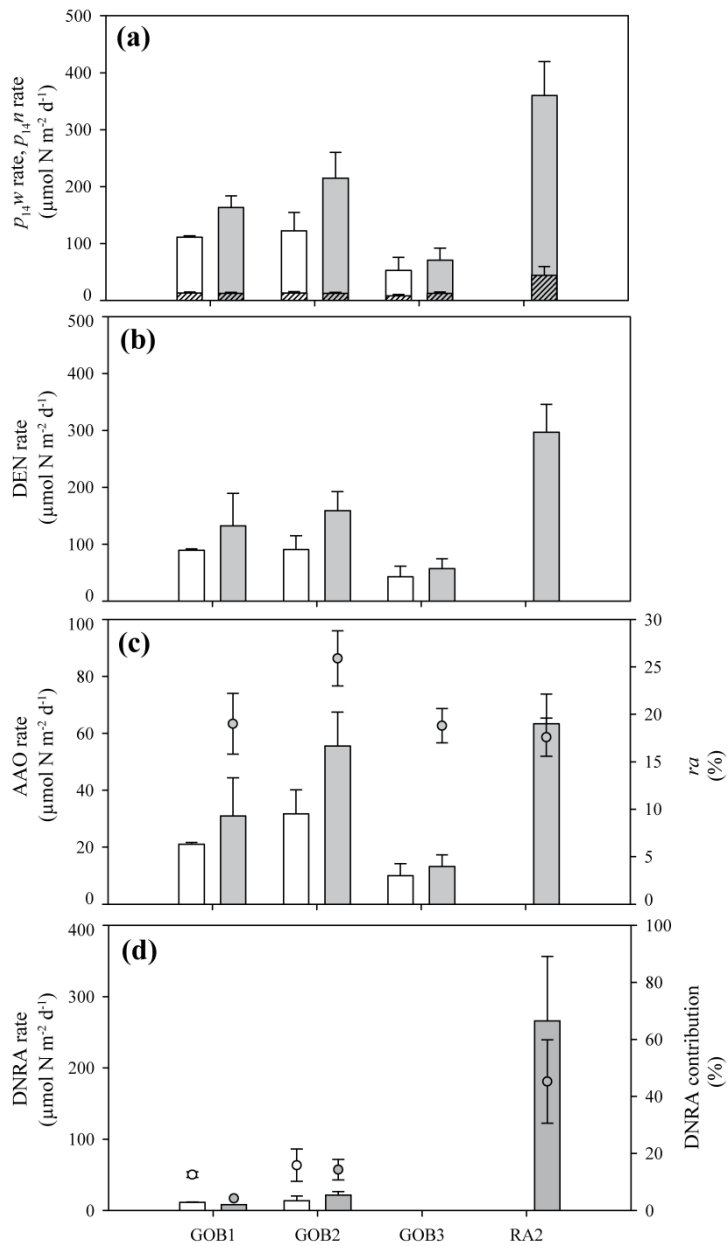 (a)
500
400
300
200
100
0
p₁₄w rate, p₁₄n rate
(μmol N m⁻² d⁻¹)
(b)
500
400
300
200
100
0
DEN rate
(μmol N m⁻² d⁻¹)
(c)
100
80
60
40
20
0
AAO rate
(μmol N m⁻² d⁻¹)
30
25
20
15
10
5
0
ra
(%)
(d)
400
300
200
100
0
DNRA rate
(μmol N m⁻² d⁻¹)
100
80
60
40
20
0
DNRA contribution
(%)
GOB1 GOB2 GOB3 RA2